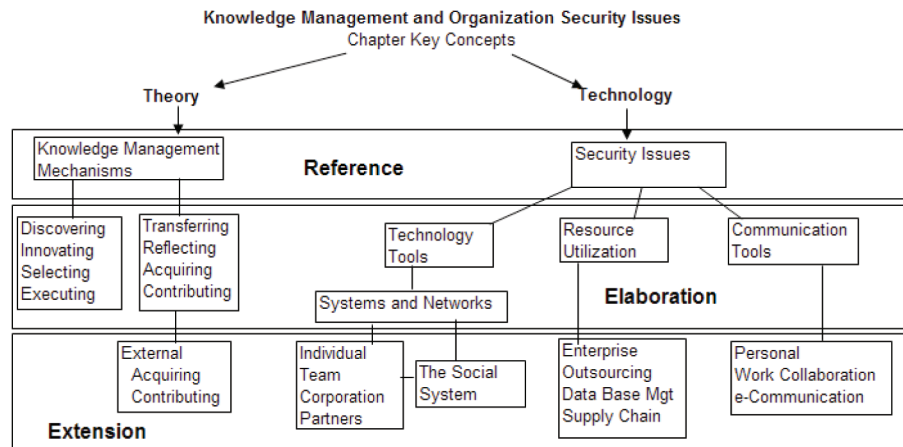 Knowledge Management and Organization Security Issues
Chapter Key Concepts
Theory
Technology
Knowledge Management
Mechanisms
Reference
Security Issues
Discovering
Innovating
Selecting
Executing
Transferring
Reflecting
Acquiring
Contributing
Technology
Tools
Resource
Utilization
Communication
Tools
Systems and Networks
Elaboration
External
Acquiring
Contributing
Individual
Team
Corporation
Partners
The Social
System
Enterprise
Outsourcing
Data Base Mgt
Supply Chain
Personal
Work Collaboration
e-Communication
Extension